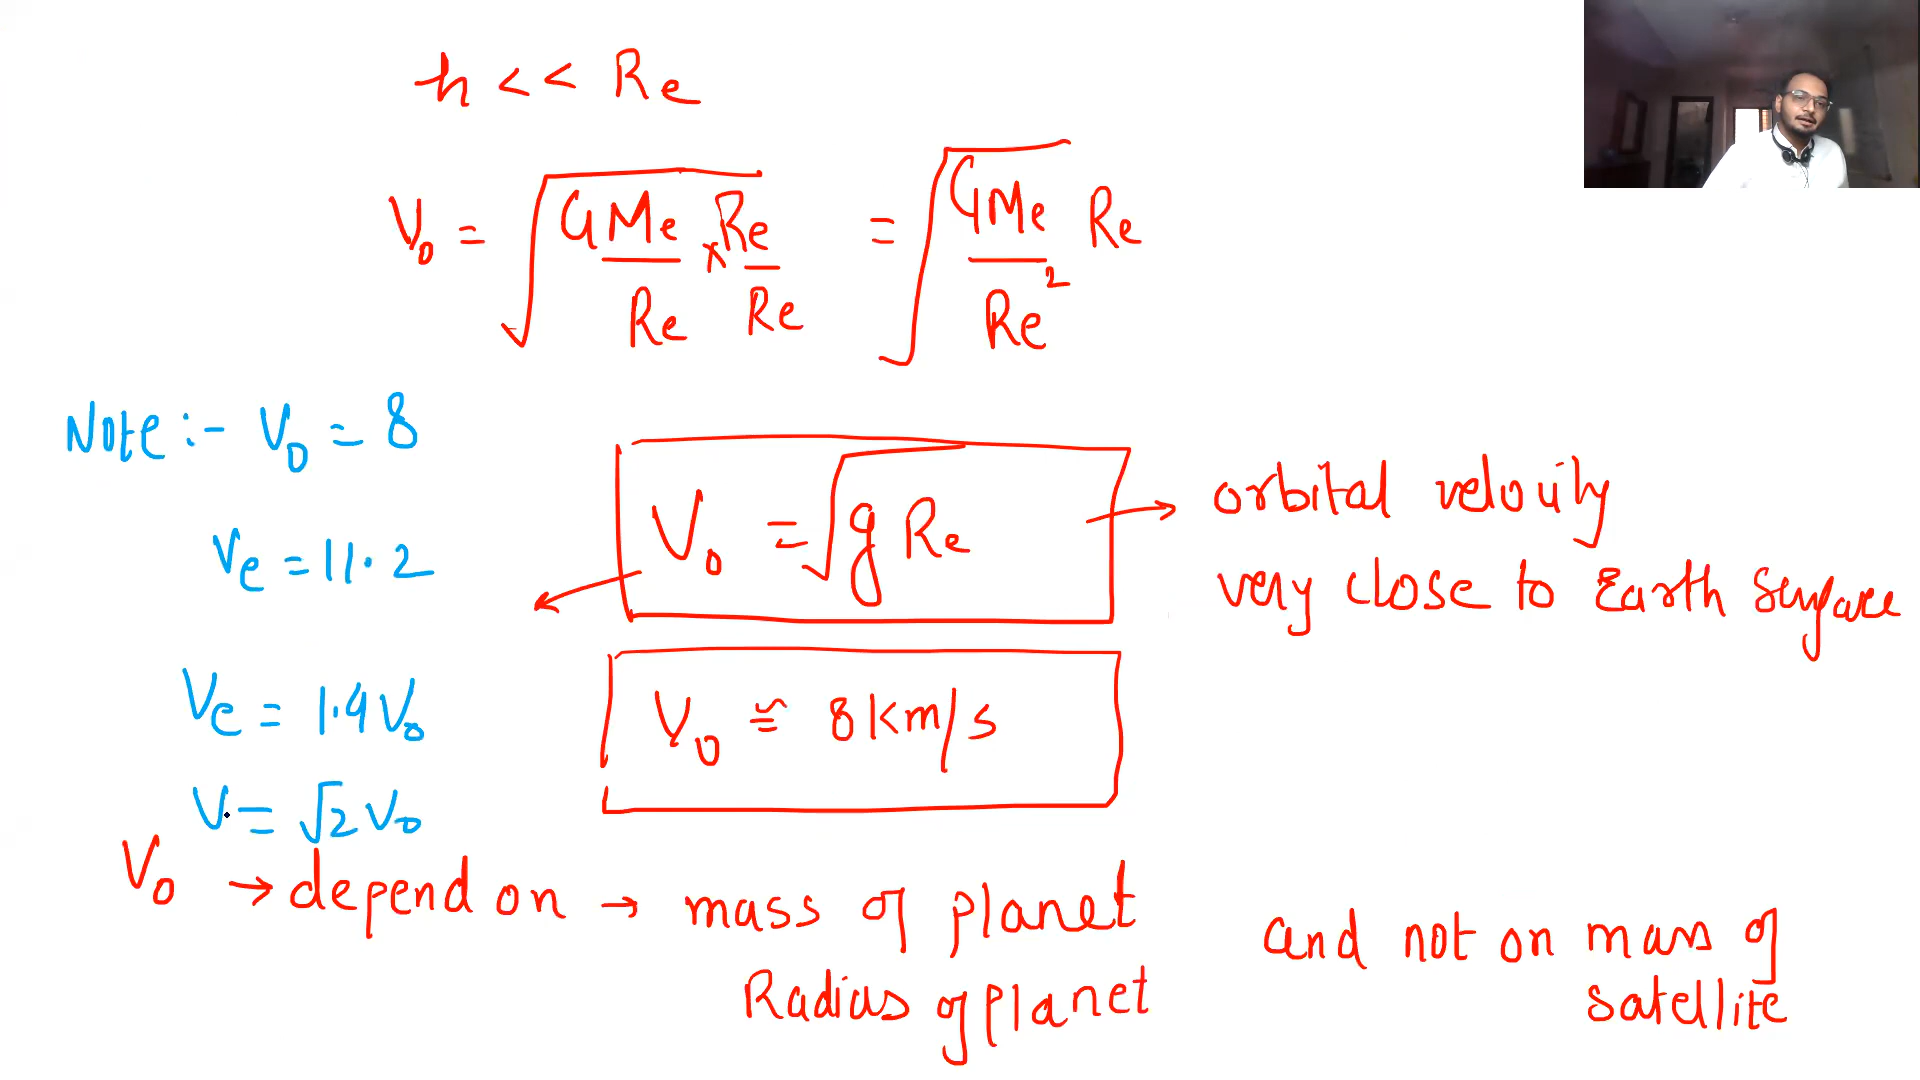 h << Re
V₀ = √(GMe/Re × Re/Re) = √(GMe/Re² Re)
Note :- V₀ = 8
Ve = 11.2
Ve = 1.4V₀
V = √2 V₀
V₀ = √(g Re) → orbital velocity
very close to Earth Surface
V₀ ≅ 8km/s
V₀ → depend on → mass of planet
Radius of planet
and not on mass of
satellite